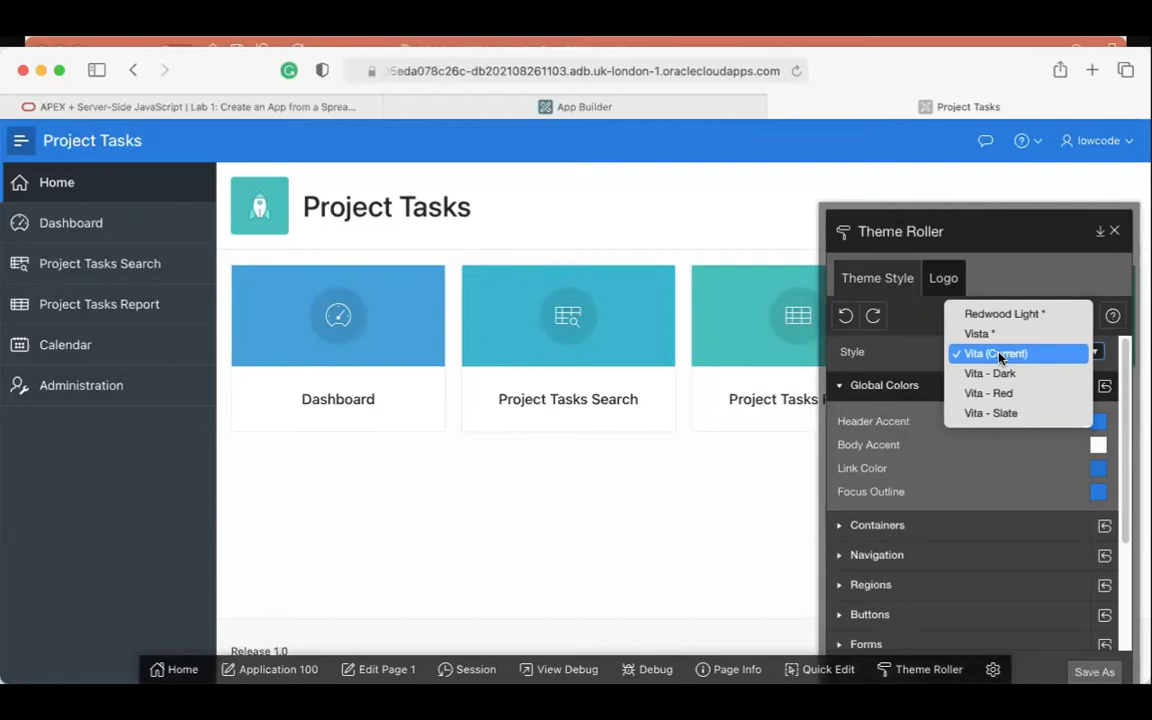 05eda078c26c-db202108261103.adb.uk-london-1.oraclecloudapps.com
APEX + Server-Side JavaScript | Lab 1: Create an App from a Sprea...
App Builder
Project Tasks
Project Tasks
lowcode
Home
Dashboard
Project Tasks Search
Project Tasks Report
Calendar
Administration
Project Tasks
Dashboard
Project Tasks Search
Project Tasks
Theme Roller
Theme Style
Logo
Style
Redwood Light *
Vista *
✓ Vita (Current)
Vita - Dark
Vita - Red
Vita - Slate
Global Colors
Header Accent
Body Accent
Link Color
Focus Outline
Containers
Navigation
Regions
Buttons
Forms
Save As
Release 1.0
Home
Application 100
Edit Page 1
Session
View Debug
Debug
Page Info
Quick Edit
Theme Roller